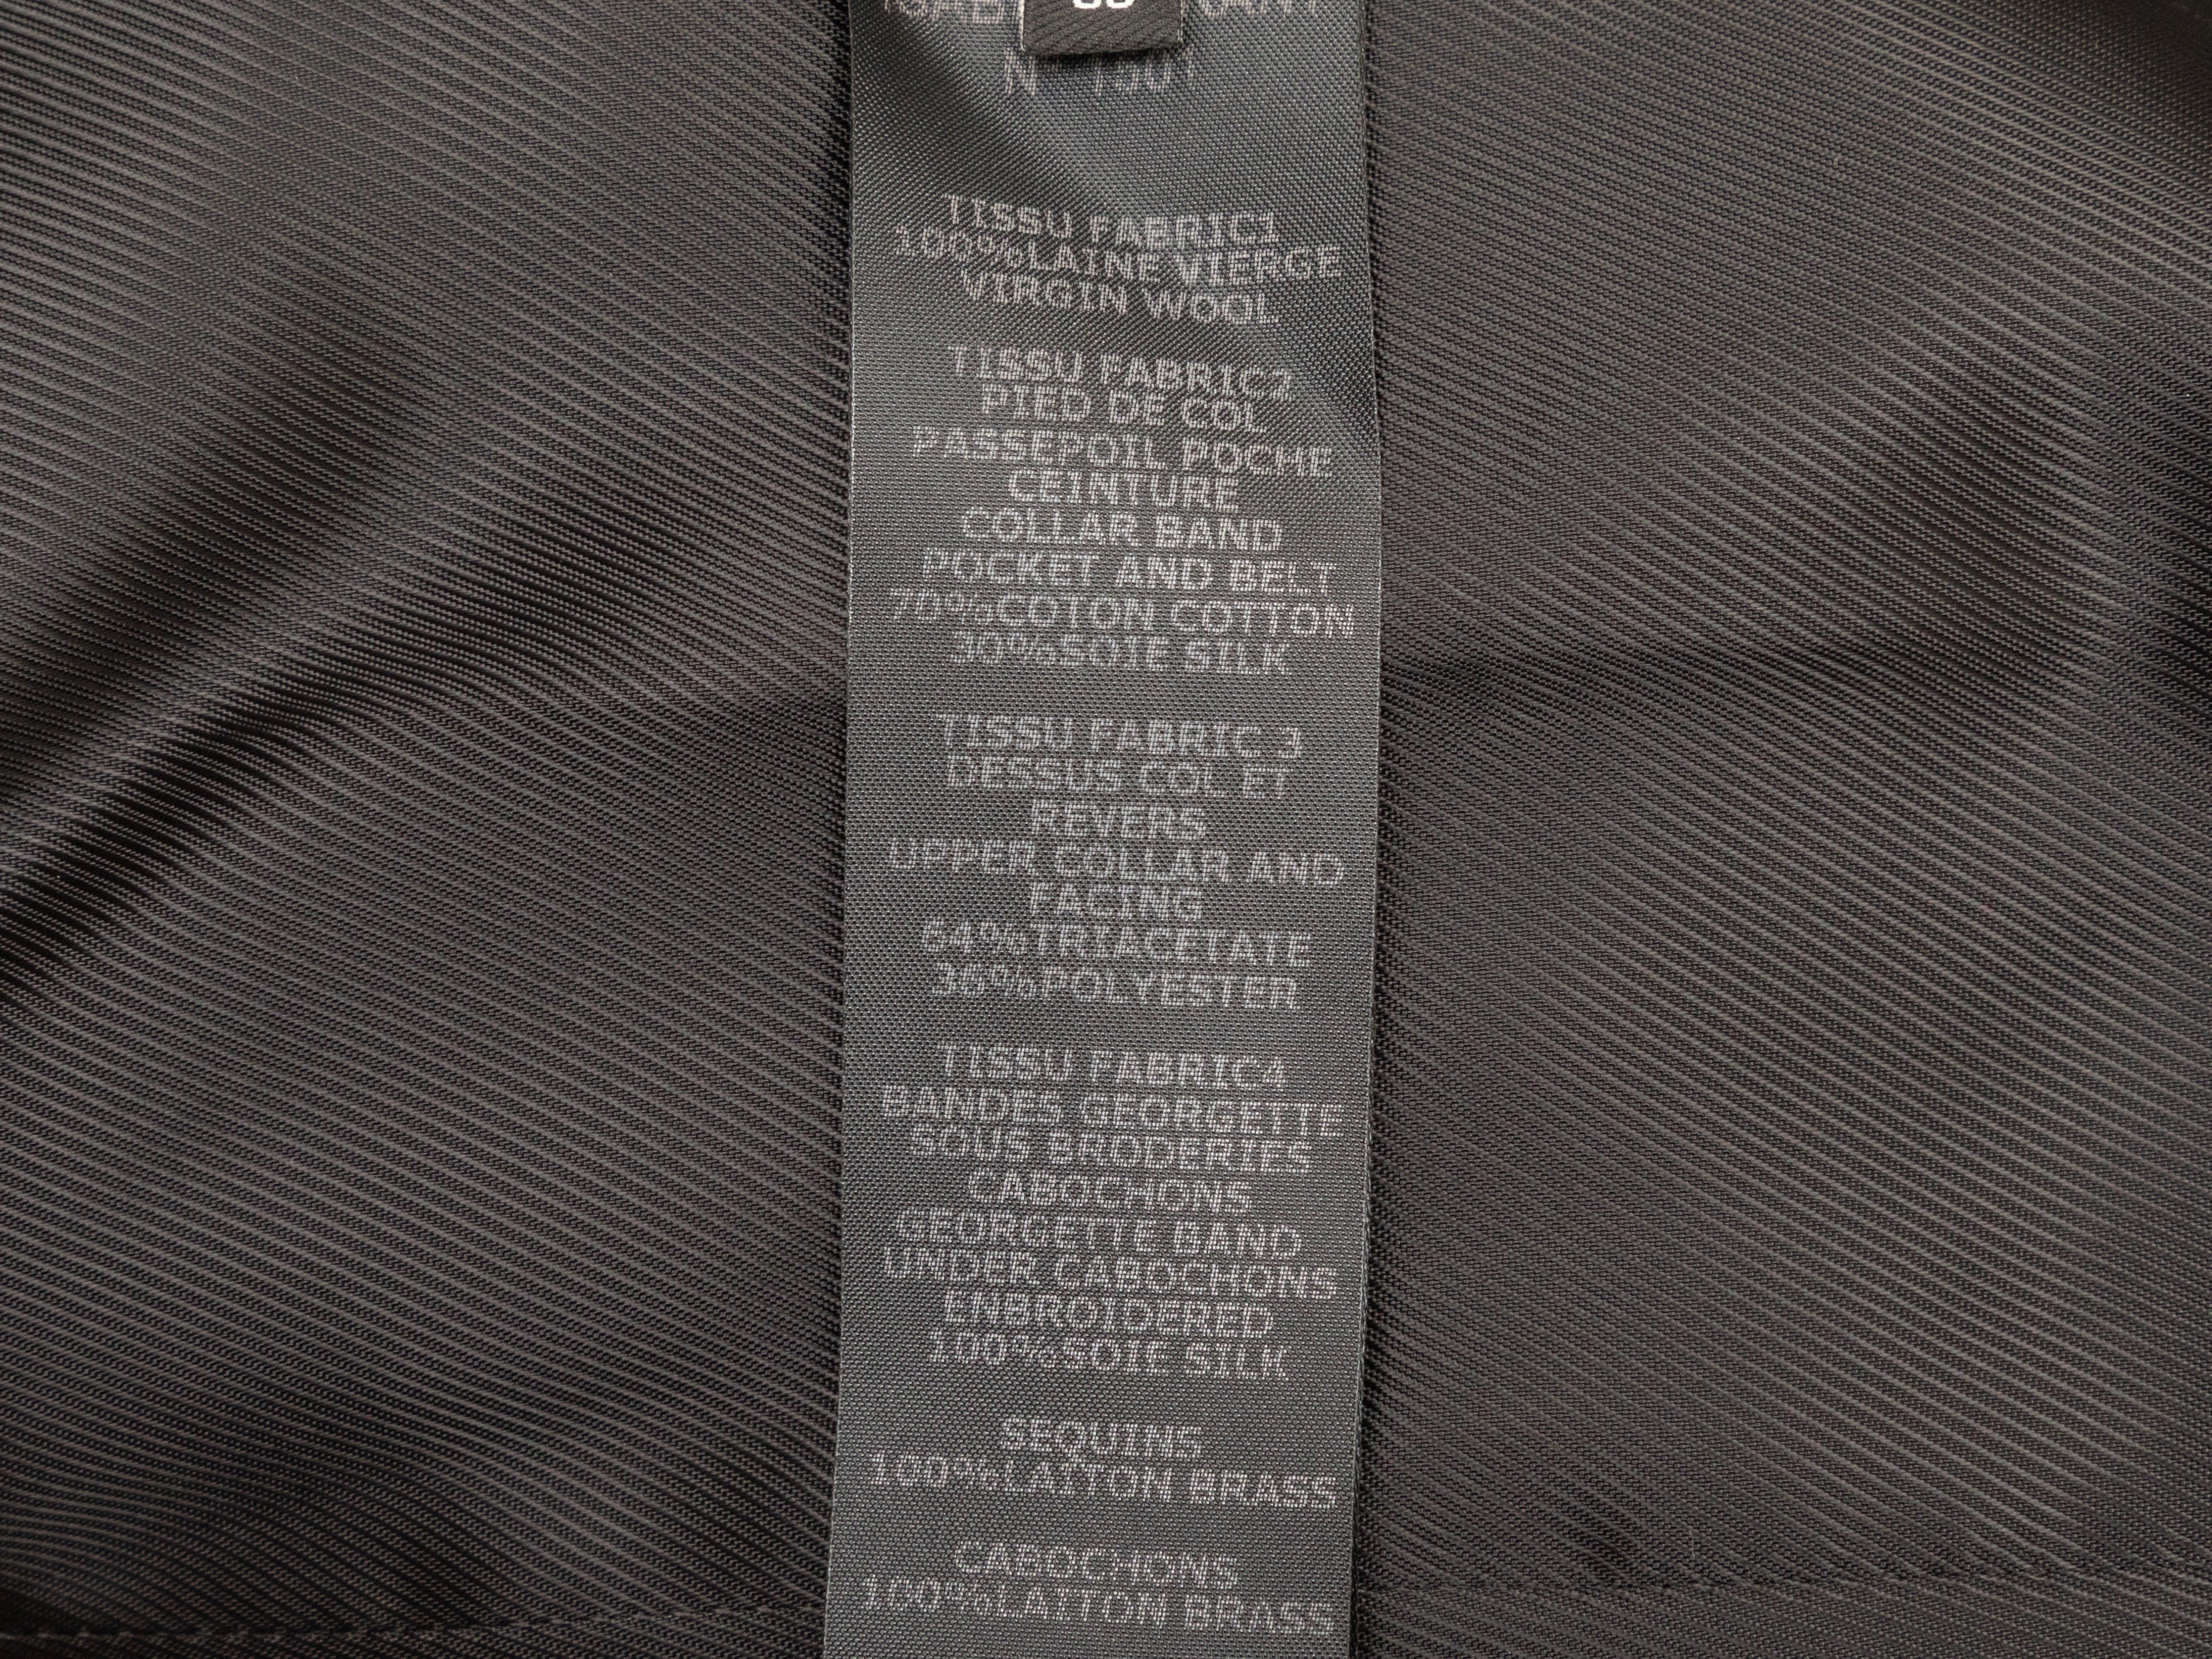 TISSU FABRIC1
100%LAINE VIERGE
VIRGIN WOOL
TISSU FABRIC2
PIED DE COL
PASSEPOIL POCHE
CEINTURE
COLLAR BAND
POCKET AND BELT
70%COTON COTTON
30%SOIE SILK
TISSU FABRIC 3
DESSUS COL ET
REVERS
UPPER COLLAR AND
FACING
64%TRIACETATE
36%POLYESTER
TISSU FABRIC4
BANDES GEORGETTE
SOUS BRODERIES
CABOCHONS
GEORGETTE BAND
UNDER CABOCHONS
ENBROIDERED
100%SOIE SILK
SEQUINS
100%LAITON BRASS
CABOCHONS
100%LAITON BRASS